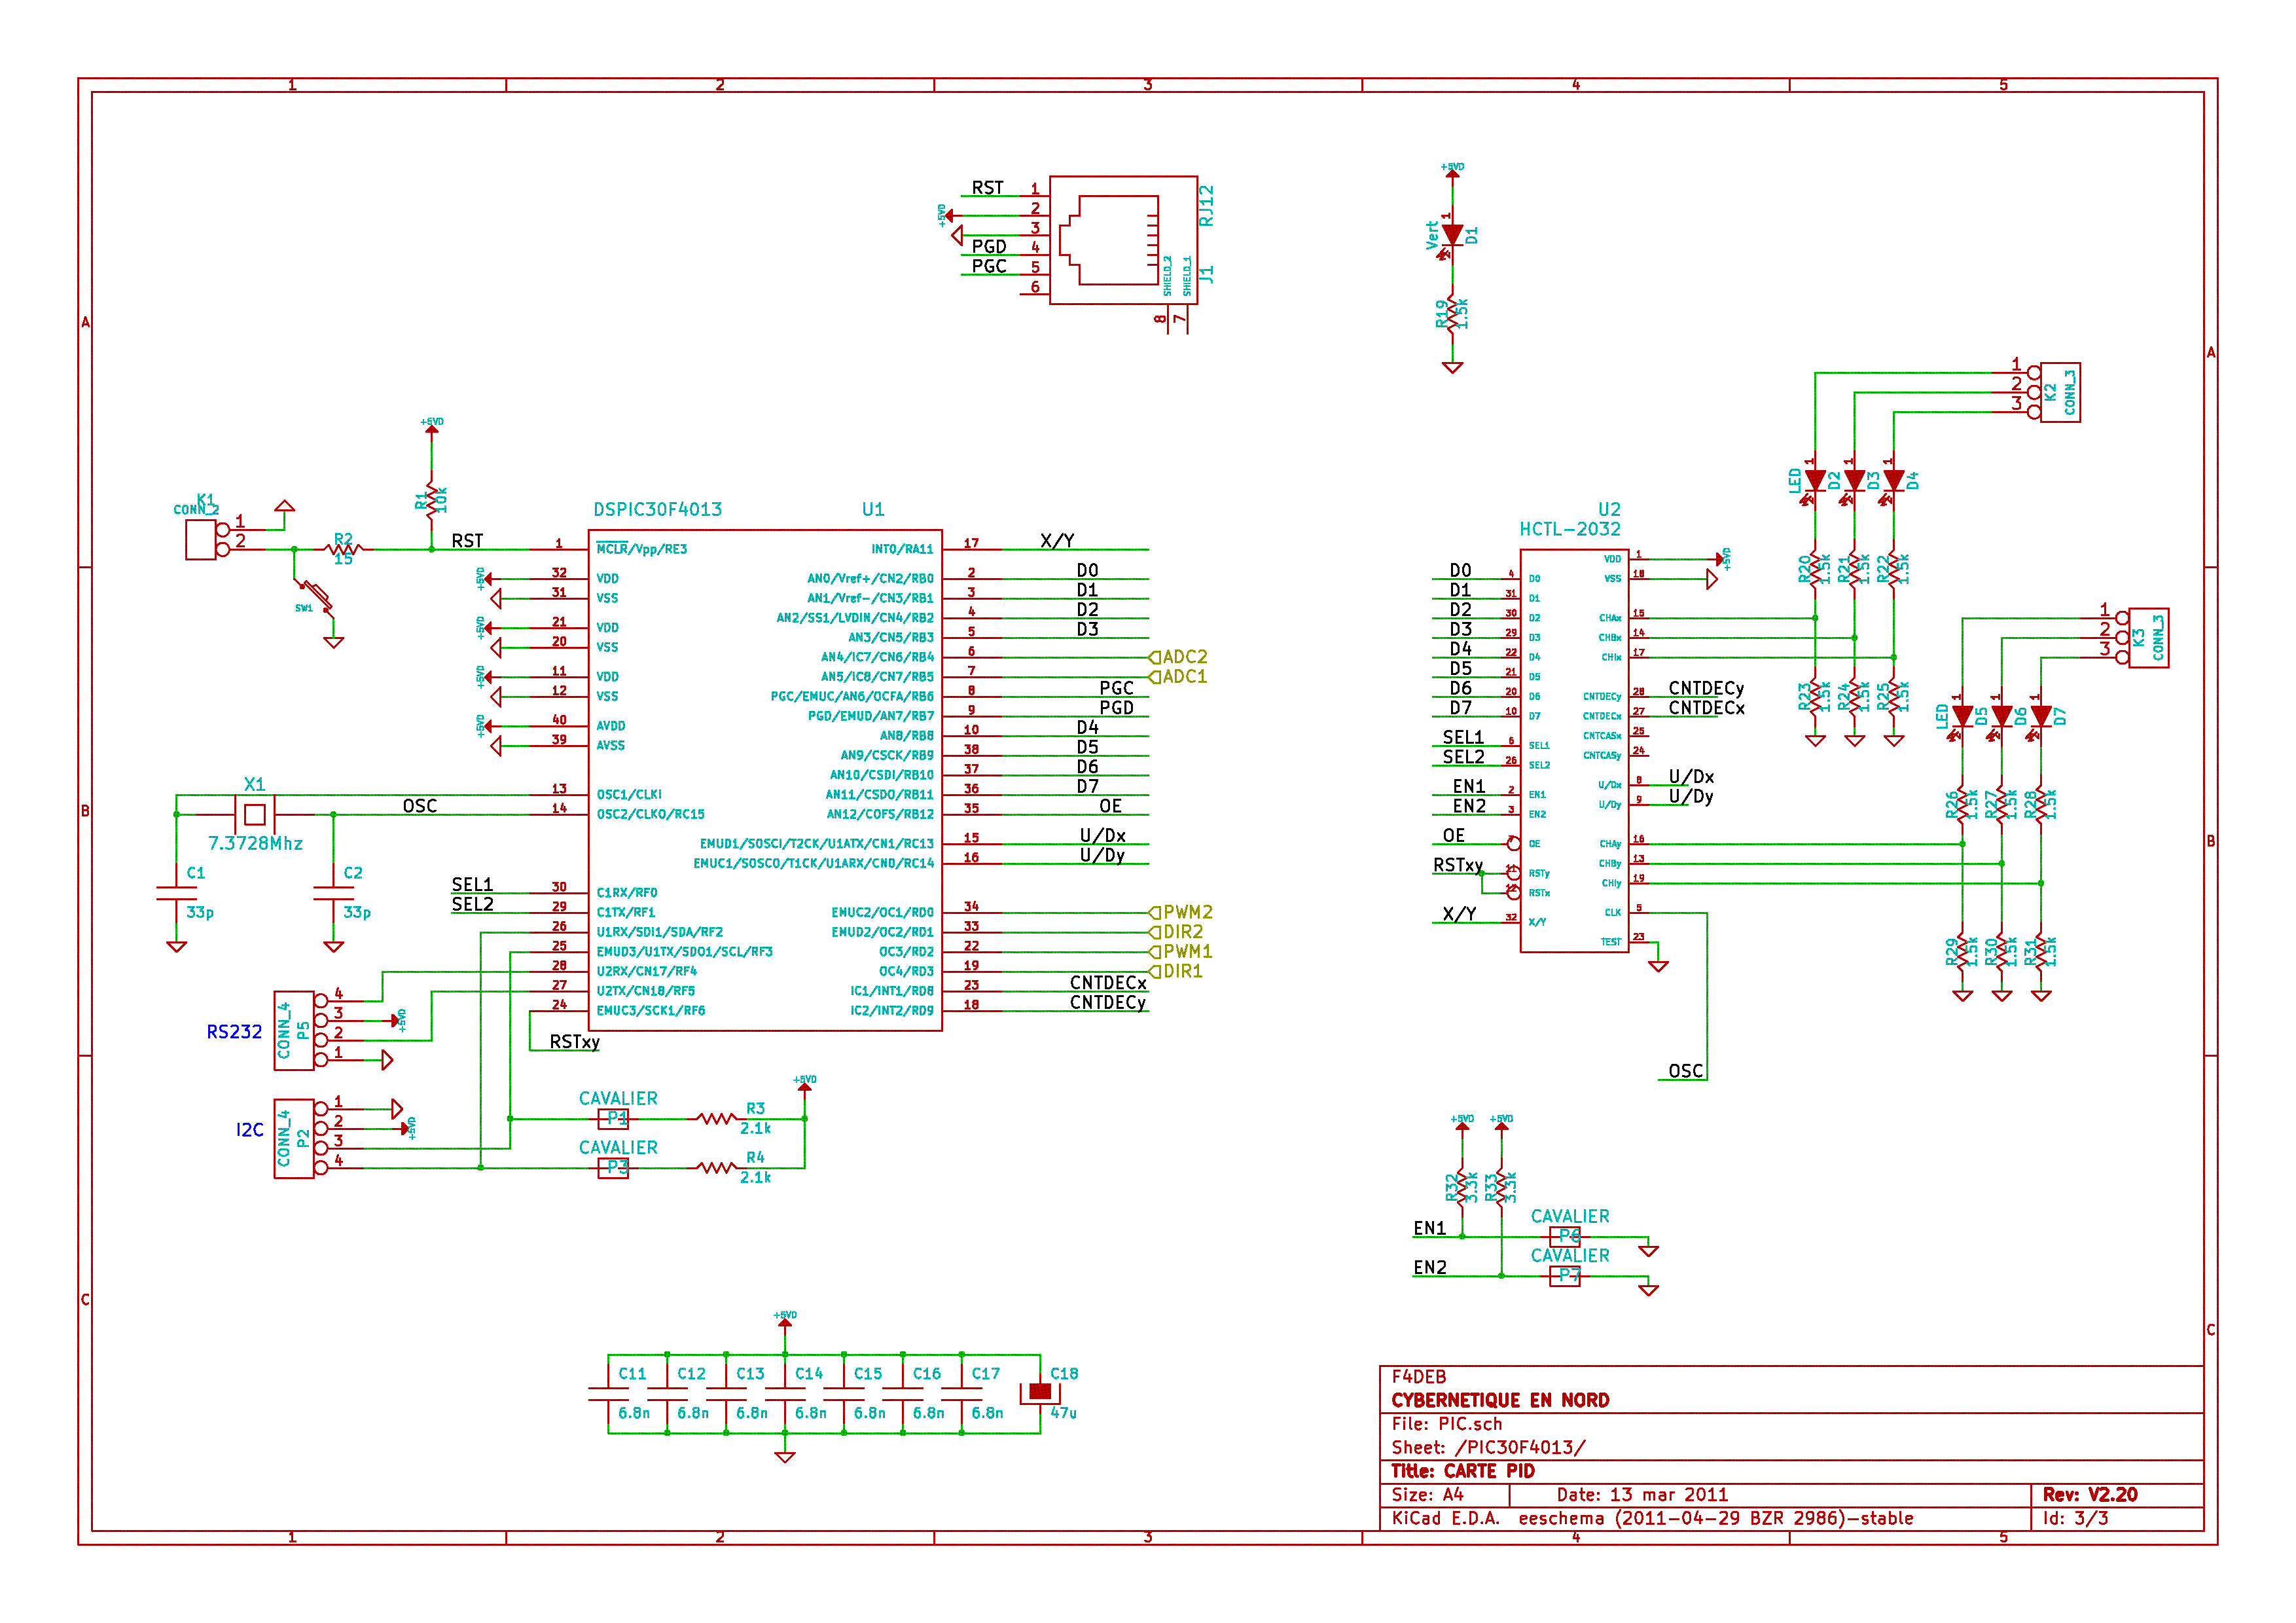 1 2 3 4 5
A
A
B
B
C
C
RST 1
+5VD 2
3
PGD 4
PGC 5
6
RJ12
J1
SHIELD_2
SHIELD_1
8 7
+5VD
1
Vert
D1
R19
1.5k
K1
CONN_2
1
2
R2
15
SW1
+5VD
R1
10k
RST
DSPIC30F4013 U1
1 MCLR/Vpp/RE3
+5VD 32 VDD
31 VSS
+5VD 21 VDD
20 VSS
+5VD 11 VDD
12 VSS
+5VD 40 AVDD
39 AVSS
13 OSC1/CLKI
OSC 14 OSC2/CLKO/RC15
SEL1 30 C1RX/RF0
SEL2 29 C1TX/RF1
26 U1RX/SDI1/SDA/RF2
25 EMUD3/U1TX/SDO1/SCL/RF3
28 U2RX/CN17/RF4
27 U2TX/CN18/RF5
24 EMUC3/SCK1/RF6
RSTxy
INT0/RA11 17 X/Y
AN0/Vref+/CN2/RB0 2 D0
AN1/Vref-/CN3/RB1 3 D1
AN2/SS1/LVDIN/CN4/RB2 4 D2
AN3/CN5/RB3 5 D3
AN4/IC7/CN6/RB4 6 ADC2
AN5/IC8/CN7/RB5 7 ADC1
PGC/EMUC/AN6/OCFA/RB6 8 PGC
PGD/EMUD/AN7/RB7 9 PGD
AN8/RB8 10 D4
AN9/CSCK/RB9 38 D5
AN10/CSDI/RB10 37 D6
AN11/CSDO/RB11 36 D7
AN12/COFS/RB12 35 OE
EMUD1/SOSCI/T2CK/U1ATX/CN1/RC13 15 U/Dx
EMUC1/SOSCO/T1CK/U1ARX/CN0/RC14 16 U/Dy
EMUC2/OC1/RD0 34 PWM2
EMUD2/OC2/RD1 33 DIR2
OC3/RD2 22 PWM1
OC4/RD3 19 DIR1
IC1/INT1/RD8 23 CNTDECx
IC2/INT2/RD9 18 CNTDECy
X1
7.3728Mhz
C1
33p
C2
33p
RS232
CONN_4
P5
4
3 +5VD
2
1
I2C
CONN_4
P2
1
2 +5VD
3
4
CAVALIER
P1
R3
2.1k
CAVALIER
P3
R4
2.1k
+5VD
U2
HCTL-2032
D0 4 D0
D1 31 D1
D2 30 D2
D3 29 D3
D4 22 D4
D5 21 D5
D6 20 D6
D7 10 D7
SEL1 6 SEL1
SEL2 26 SEL2
EN1 2 EN1
EN2 3 EN2
OE 7 OE
RSTxy 11 RSTy
12 RSTx
X/Y 32 X/Y
VDD 1 +5VD
VSS 18
CHAx 15
CHBx 14
CHIx 17
CNTDECy 28 CNTDECy
CNTDECx 27 CNTDECx
CNTCASx 25
CNTCASy 24
U/Dx 8 U/Dx
U/Dy 9 U/Dy
CHAy 16
CHBy 13
CHIy 19
CLK 5
TEST 23
OSC
1
2
3
K2
CONN_3
LED 1 D2 1 D3 1 D4
R20 1.5k R21 1.5k R22 1.5k
R23 1.5k R24 1.5k R25 1.5k
1
2
3
K3
CONN_3
LED 1 D5 1 D6 1 D7
R26 1.5k R27 1.5k R28 1.5k
R29 1.5k R30 1.5k R31 1.5k
+5VD +5VD
R32 3.3k R33 3.3k
EN1
CAVALIER
P6
EN2
CAVALIER
P7
+5VD
C11 C12 C13 C14 C15 C16 C17 C18
6.8n 6.8n 6.8n 6.8n 6.8n 6.8n 6.8n 47u
F4DEB
CYBERNETIQUE EN NORD
File: PIC.sch
Sheet: /PIC30F4013/
Title: CARTE PID
Size: A4 Date: 13 mar 2011 Rev: V2.20
KiCad E.D.A. eeschema (2011-04-29 BZR 2986)-stable Id: 3/3
1 2 3 4 5